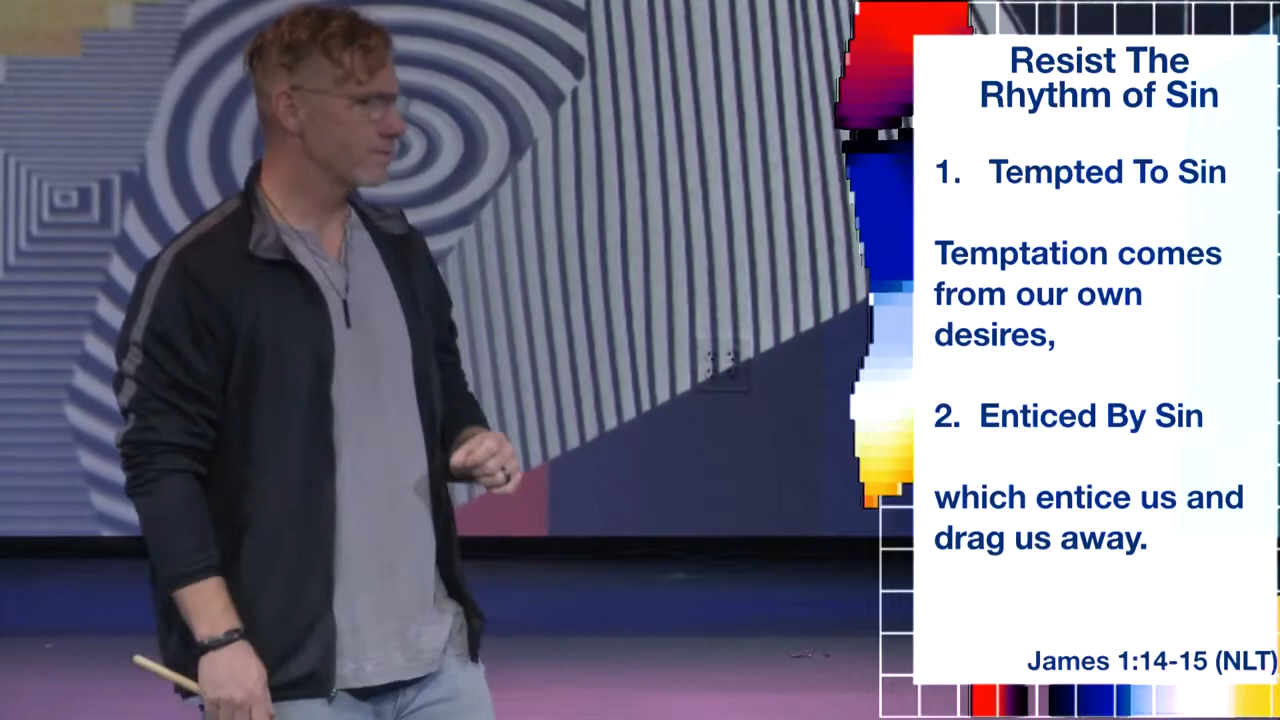 Resist The
Rhythm of Sin
1. Tempted To Sin
Temptation comes
from our own
desires,
2. Enticed By Sin
which entice us and
drag us away.
James 1:14-15 (NLT)